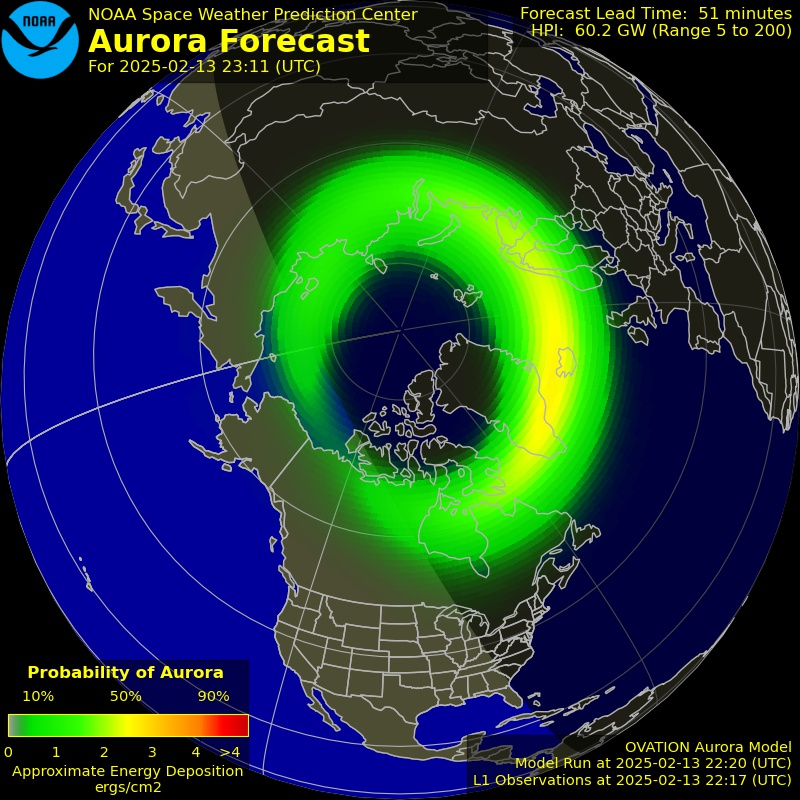 NOAA
NOAA Space Weather Prediction Center
Aurora Forecast
For 2025-02-13 23:11 (UTC)
Forecast Lead Time: 51 minutes
HPI: 60.2 GW (Range 5 to 200)
Probability of Aurora
10% 50% 90%
0 1 2 3 4 >4
Approximate Energy Deposition
ergs/cm2
OVATION Aurora Model
Model Run at 2025-02-13 22:20 (UTC)
L1 Observations at 2025-02-13 22:17 (UTC)